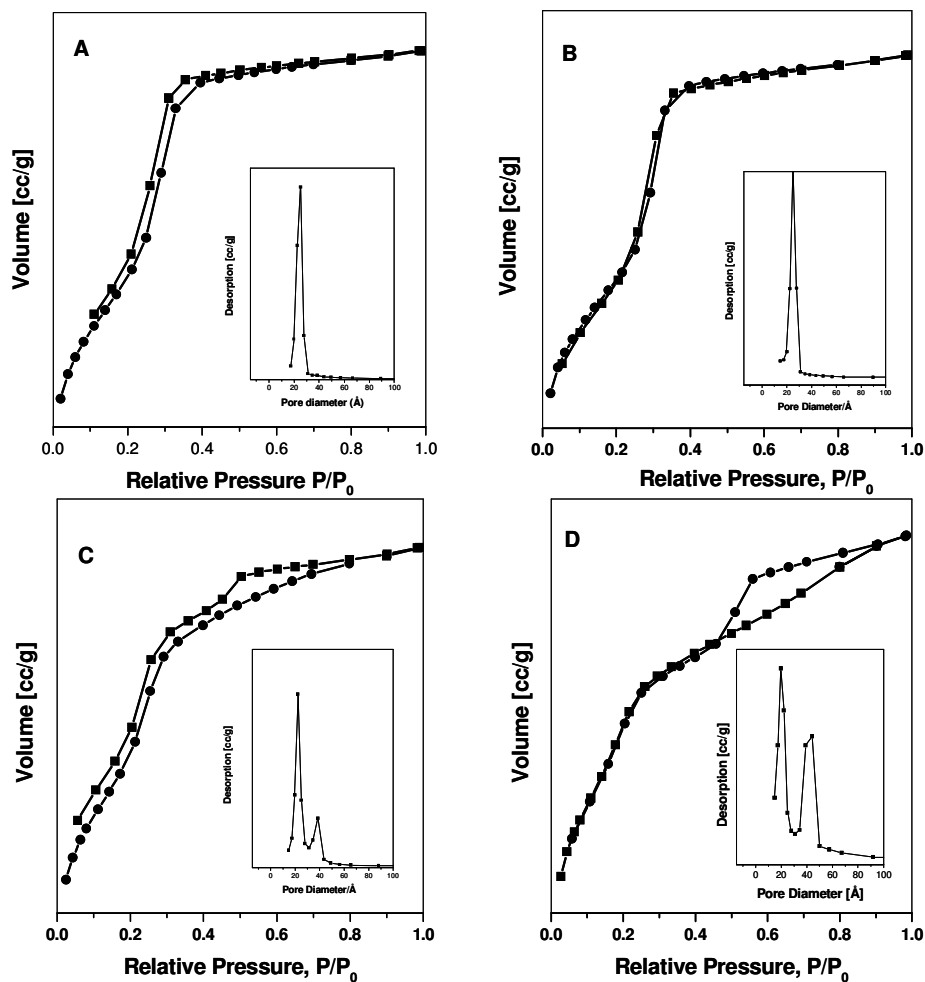 A
Volume [cc/g]
Desorption [cc/g]
0 20 40 60 80 100
Pore diameter (Å)
0.0 0.2 0.4 0.6 0.8 1.0
Relative Pressure P/P0
B
Volume [cc/g]
Desorption [cc/g]
0 20 40 60 80 100
Pore Diameter/Å
0.0 0.2 0.4 0.6 0.8 1.0
Relative Pressure, P/P0
C
Volume [cc/g]
Desorption [cc/g]
0 20 40 60 80 100
Pore Diameter/Å
0.0 0.2 0.4 0.6 0.8 1.0
Relative Pressure, P/P0
D
Volume [cc/g]
Desorption [cc/g]
0 20 40 60 80 100
Pore Diameter [Å]
0.0 0.2 0.4 0.6 0.8 1.0
Relative Pressure, P/P0